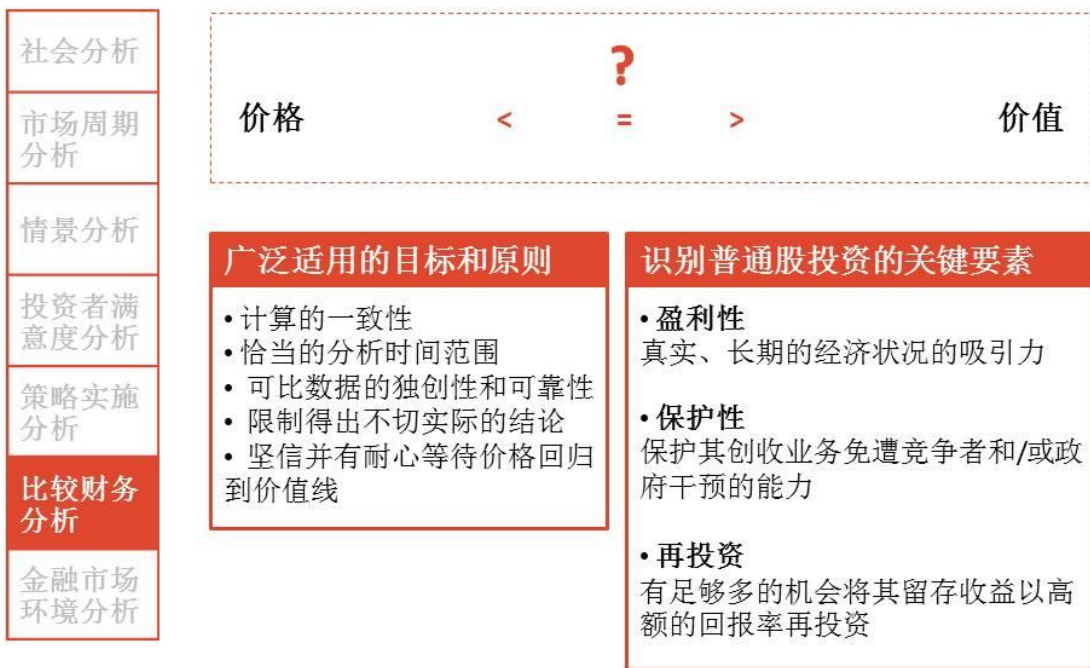 社会分析
市场周期
分析
情景分析
投资者满
意度分析
策略实施
分析
比较财务
分析
金融市场
环境分析
?
价格 < = > 价值
广泛适用的目标和原则
•计算的一致性
•恰当的分析时间范围
• 可比数据的独创性和可靠性
• 限制得出不切实际的结论
• 坚信并有耐心等待价格回归
到价值线
识别普通股投资的关键要素
•盈利性
真实、长期的经济状况的吸引力
•保护性
保护其创收业务免遭竞争者和/或政
府干预的能力
•再投资
有足够多的机会将其留存收益以高
额的回报率再投资